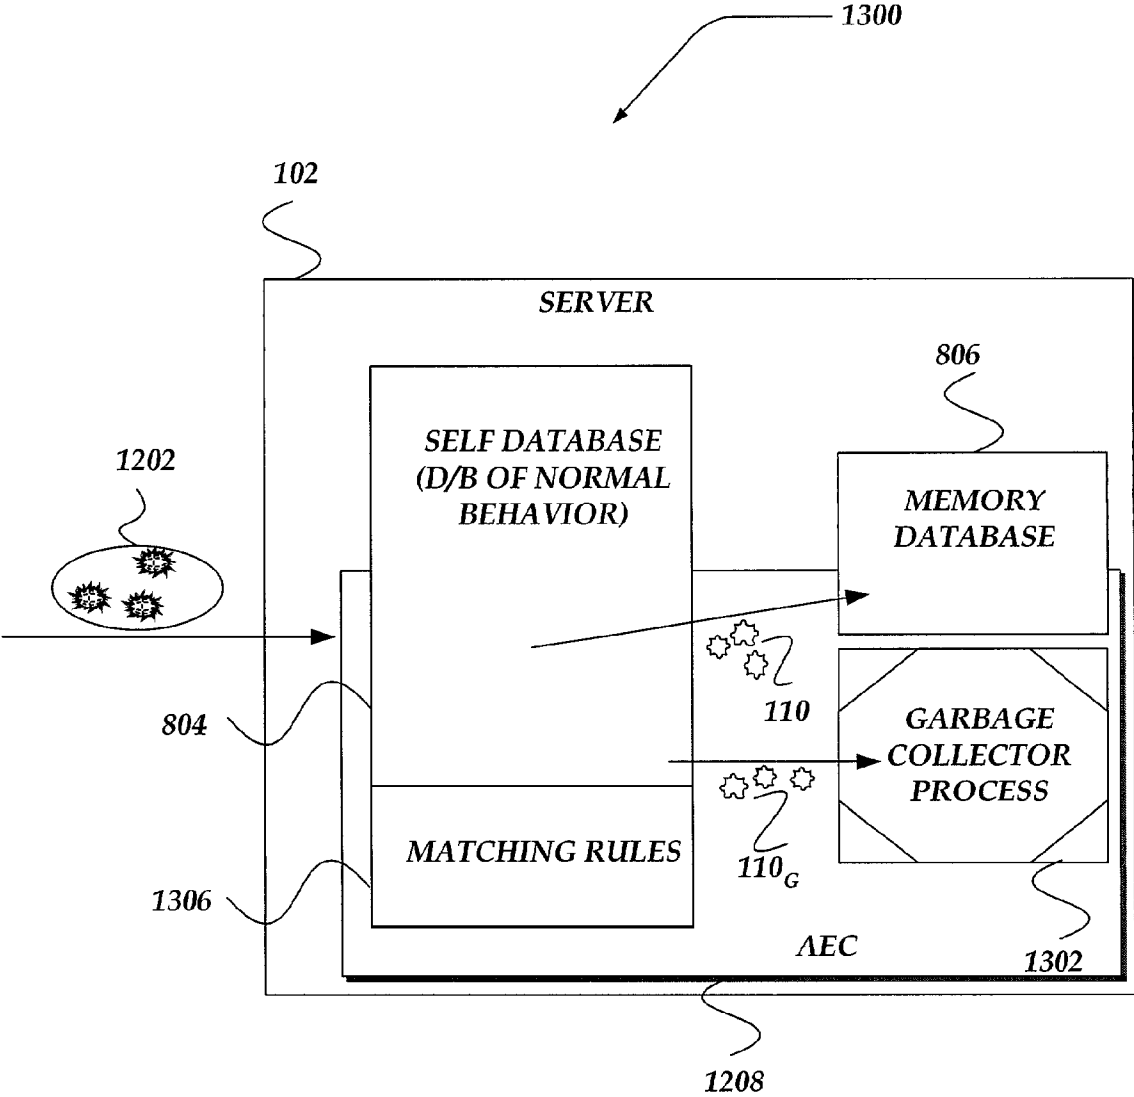 1300
102
SERVER
806
SELF DATABASE
(D/B OF NORMAL
BEHAVIOR)
1202
MEMORY
DATABASE
110
804
GARBAGE
COLLECTOR
PROCESS
MATCHING RULES
110G
1306
AEC
1302
1208